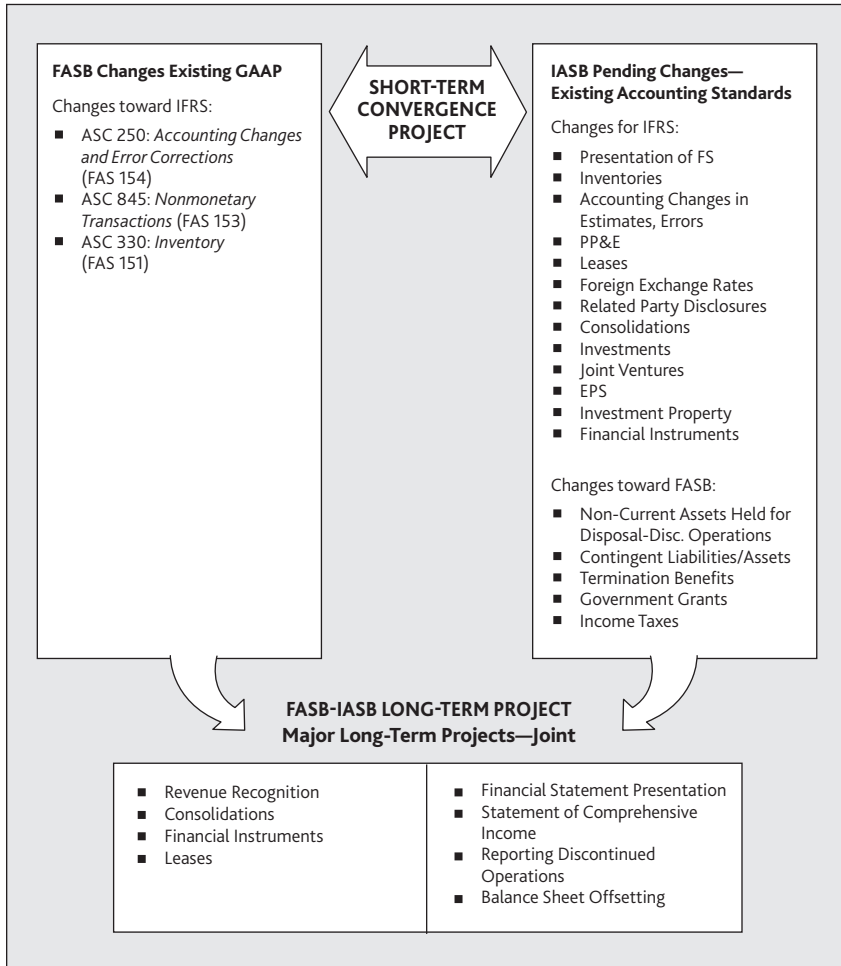 FASB Changes Existing GAAP
Changes toward IFRS:
■ ASC 250: Accounting Changes
and Error Corrections
(FAS 154)
■ ASC 845: Nonmonetary
Transactions (FAS 153)
■ ASC 330: Inventory
(FAS 151)
SHORT-TERM
CONVERGENCE
PROJECT
IASB Pending Changes—
Existing Accounting Standards
Changes for IFRS:
■ Presentation of FS
■ Inventories
■ Accounting Changes in
Estimates, Errors
■ PP&E
■ Leases
■ Foreign Exchange Rates
■ Related Party Disclosures
■ Consolidations
■ Investments
■ Joint Ventures
■ EPS
■ Investment Property
■ Financial Instruments
Changes toward FASB:
■ Non-Current Assets Held for
Disposal-Disc. Operations
■ Contingent Liabilities/Assets
■ Termination Benefits
■ Government Grants
■ Income Taxes
FASB-IASB LONG-TERM PROJECT
Major Long-Term Projects—Joint
■ Revenue Recognition
■ Consolidations
■ Financial Instruments
■ Leases
■ Financial Statement Presentation
■ Statement of Comprehensive
Income
■ Reporting Discontinued
Operations
■ Balance Sheet Offsetting